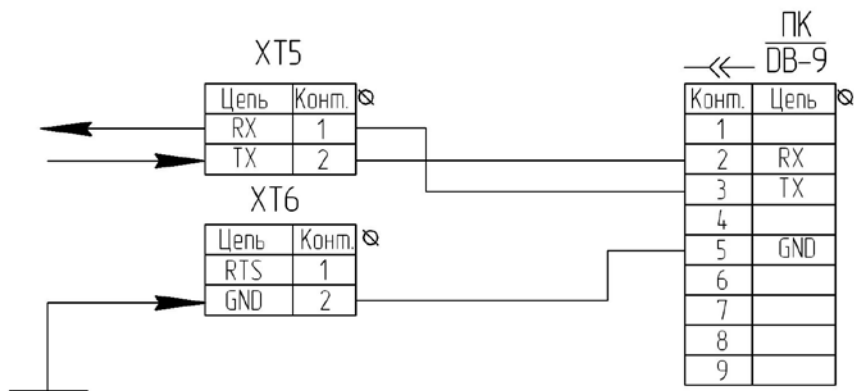 XT5
Цепь Конт.
RX 1
TX 2
XT6
Цепь Конт.
RTS 1
GND 2
ПК
DB-9
Конт. Цепь
1
2 RX
3 TX
4
5 GND
6
7
8
9